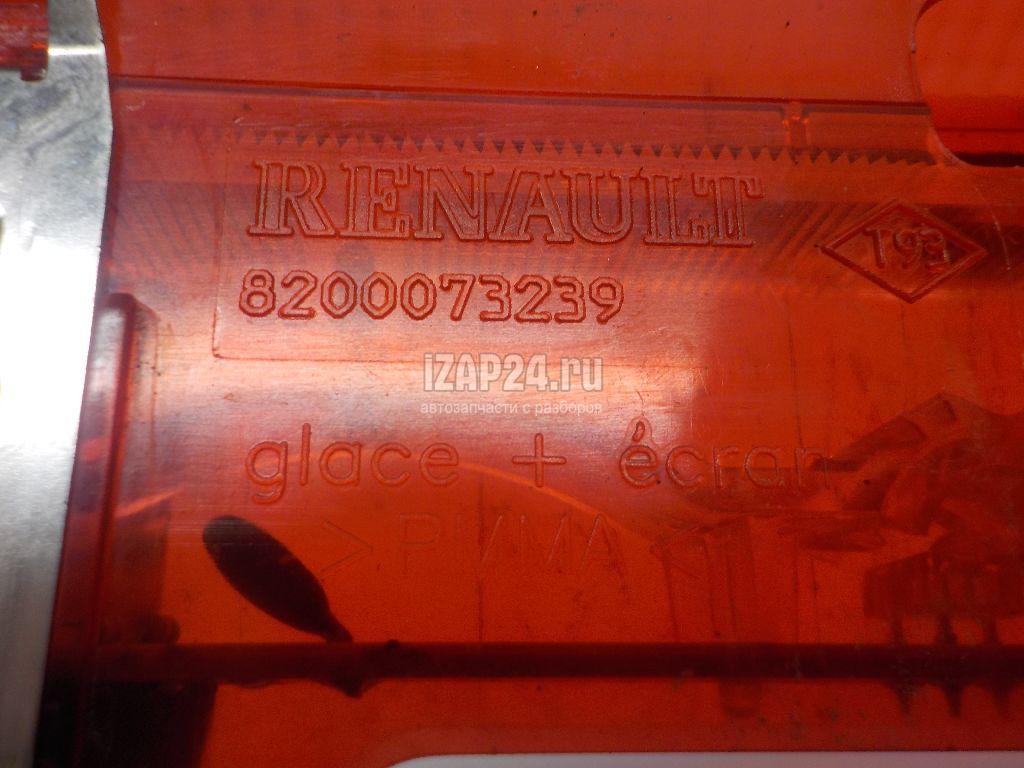 RENAULT
T93
8200073239
iZAP24.ru
автозапчасти с разборов
glace + écran
>PMMA<